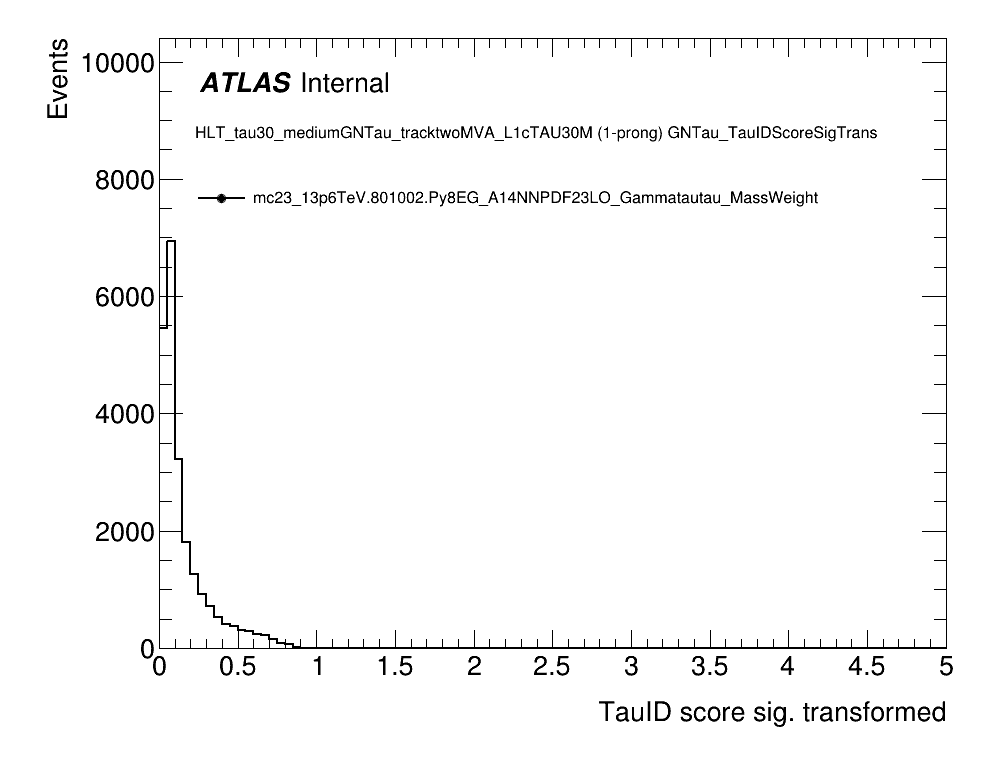 Events
10000
8000
6000
4000
2000
0
ATLAS Internal
HLT_tau30_mediumGNTau_tracktwoMVA_L1cTAU30M (1-prong) GNTau_TauIDScoreSigTrans
mc23_13p6TeV.801002.Py8EG_A14NNPDF23LO_Gammatautau_MassWeight
0 0.5 1 1.5 2 2.5 3 3.5 4 4.5 5
TauID score sig. transformed